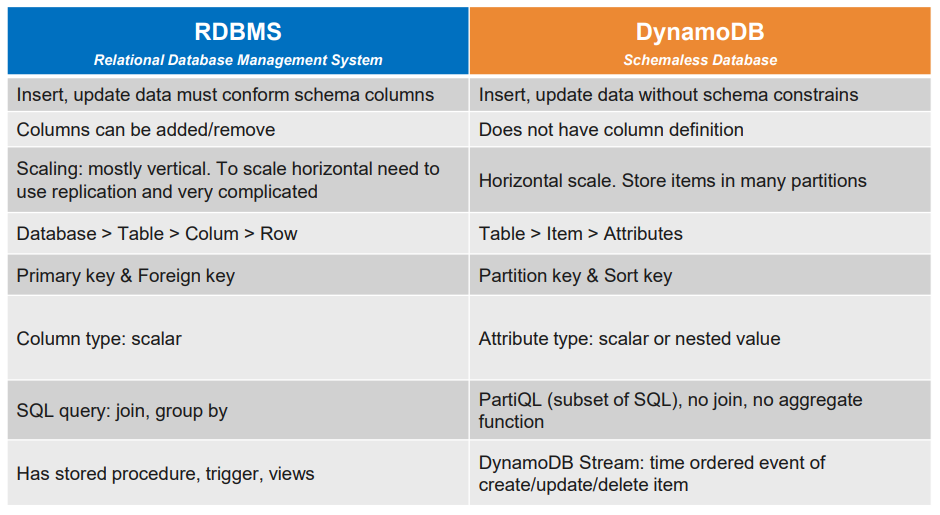 RDBMS
Relational Database Management System
DynamoDB
Schemaless Database
Insert, update data must conform schema columns
Insert, update data without schema constrains
Columns can be added/remove
Does not have column definition
Scaling: mostly vertical. To scale horizontal need to
use replication and very complicated
Horizontal scale. Store items in many partitions
Database > Table > Colum > Row
Table > Item > Attributes
Primary key & Foreign key
Partition key & Sort key
Column type: scalar
Attribute type: scalar or nested value
SQL query: join, group by
PartiQL (subset of SQL), no join, no aggregate
function
Has stored procedure, trigger, views
DynamoDB Stream: time ordered event of
create/update/delete item